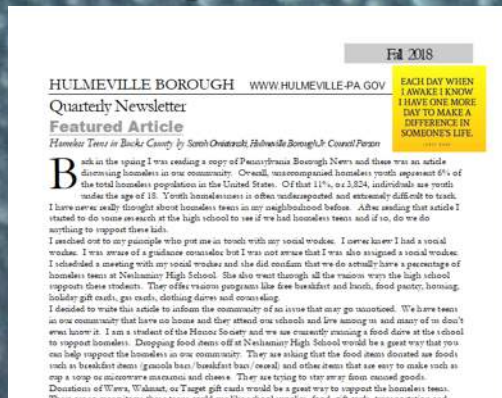 Fall 2018
HULMEVILLE BOROUGH WWW.HULMEVILLE-PA.GOV
EACH DAY WHEN
I AWAKE I KNOW
I HAVE ONE MORE
DAY TO MAKE A
DIFFERENCE IN
SOMEONE'S LIFE.
Quarterly Newsletter
Featured Article
Homeless Teens in Bucks County by Sarah Jr Council Person
Back in the spring I was reading a copy of Pennsylvania Borough News and there was an article
discussing homeless in our community. Overall, unaccompanied homeless youth represent 6% of
the total homeless population in the United States. Of that 11%, or 3,824, individuals are youth
under the age of 18. Youth homelessness is often underreported and extremely difficult to track.
I have never really thought about homeless teens in my neighborhood before. After reading that article I
started to do some research at the high school to see if we had homeless teens and if so, do we do
anything to support these kids.
I reached out to my principle who put me in touch with my social worker. I never knew I had a social
worker. I was aware of a guidance counselor but I was not aware that I was also assigned a social worker.
I scheduled a meeting with my social worker and she did confirm that we do actually have a percentage of
homeless teens at Neshaminy High School. She also went through all the various ways the high school
supports these students. They offer various programs like free breakfast and lunch, food pantry, housing,
holiday gift cards, gas cards, clothing drives and counseling.
I decided to write this article to inform the community of an issue that may go unnoticed. We have teens
in our community that have no home and they attend our schools and live among us and many of us don't
even know it. I am a student of the Honor Society and we are currently running a food drive at the school
to support homeless. Dropping food items off at Neshaminy High School would be a great way that you
can help support the homeless in our community. They are asking that the food items donated are foods
such as breakfast items (granola bars/breakfast bars/cereal) and other items that are easy to make such as
cup a soup or microwave macaroni and cheese. They are trying to stay away from canned goods.
Donations of Wawa, Walmart, or Target gift cards would be a great way to support the homeless teens.